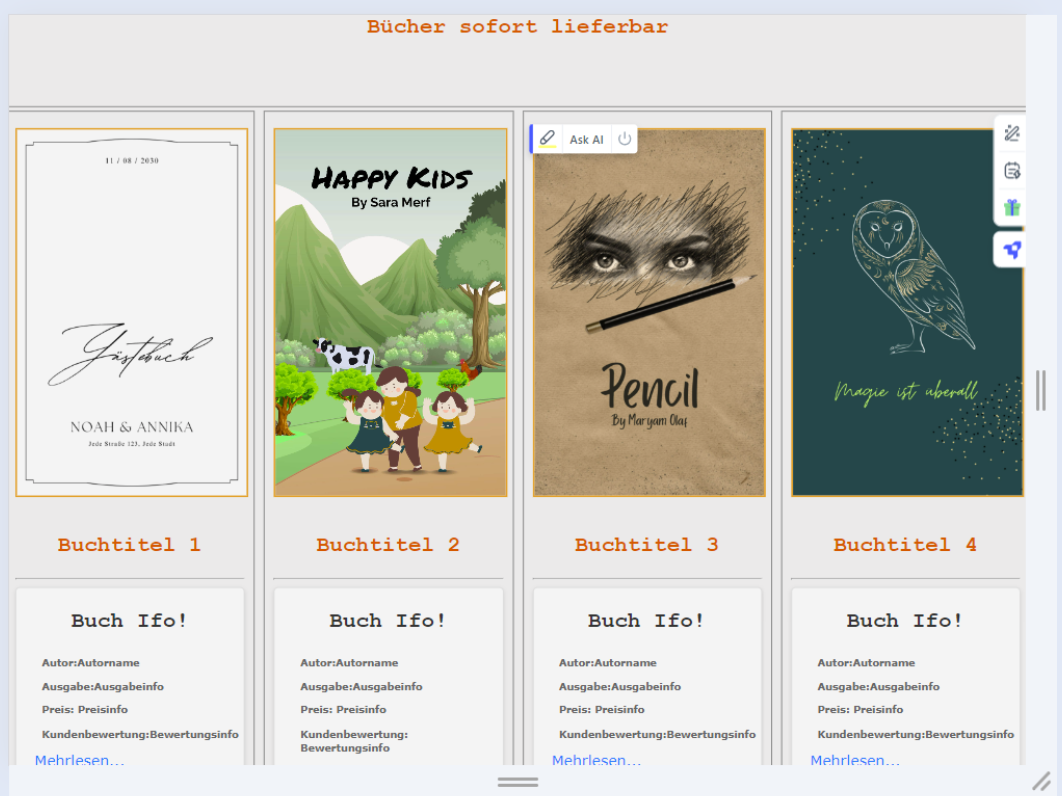 Bücher sofort lieferbar
11 / 08 / 2030
Gästebuch
NOAH & ANNIKA
Jede Straße 123, Jede Stadt
Happy Kids
By Sara Merf
Ask AI
Pencil
By Maryam Olaf
Magie ist überall
Buchtitel 1
Buchtitel 2
Buchtitel 3
Buchtitel 4
Buch Ifo!
Autor:Autorname
Ausgabe:Ausgabeinfo
Preis: Preisinfo
Kundenbewertung:Bewertungsinfo
Mehrlesen...
Buch Ifo!
Autor:Autorname
Ausgabe:Ausgabeinfo
Preis: Preisinfo
Kundenbewertung:
Bewertungsinfo
Buch Ifo!
Autor:Autorname
Ausgabe:Ausgabeinfo
Preis: Preisinfo
Kundenbewertung:Bewertungsinfo
Mehrlesen...
Buch Ifo!
Autor:Autorname
Ausgabe:Ausgabeinfo
Preis: Preisinfo
Kundenbewertung:Bewertungsinfo
Mehrlesen...